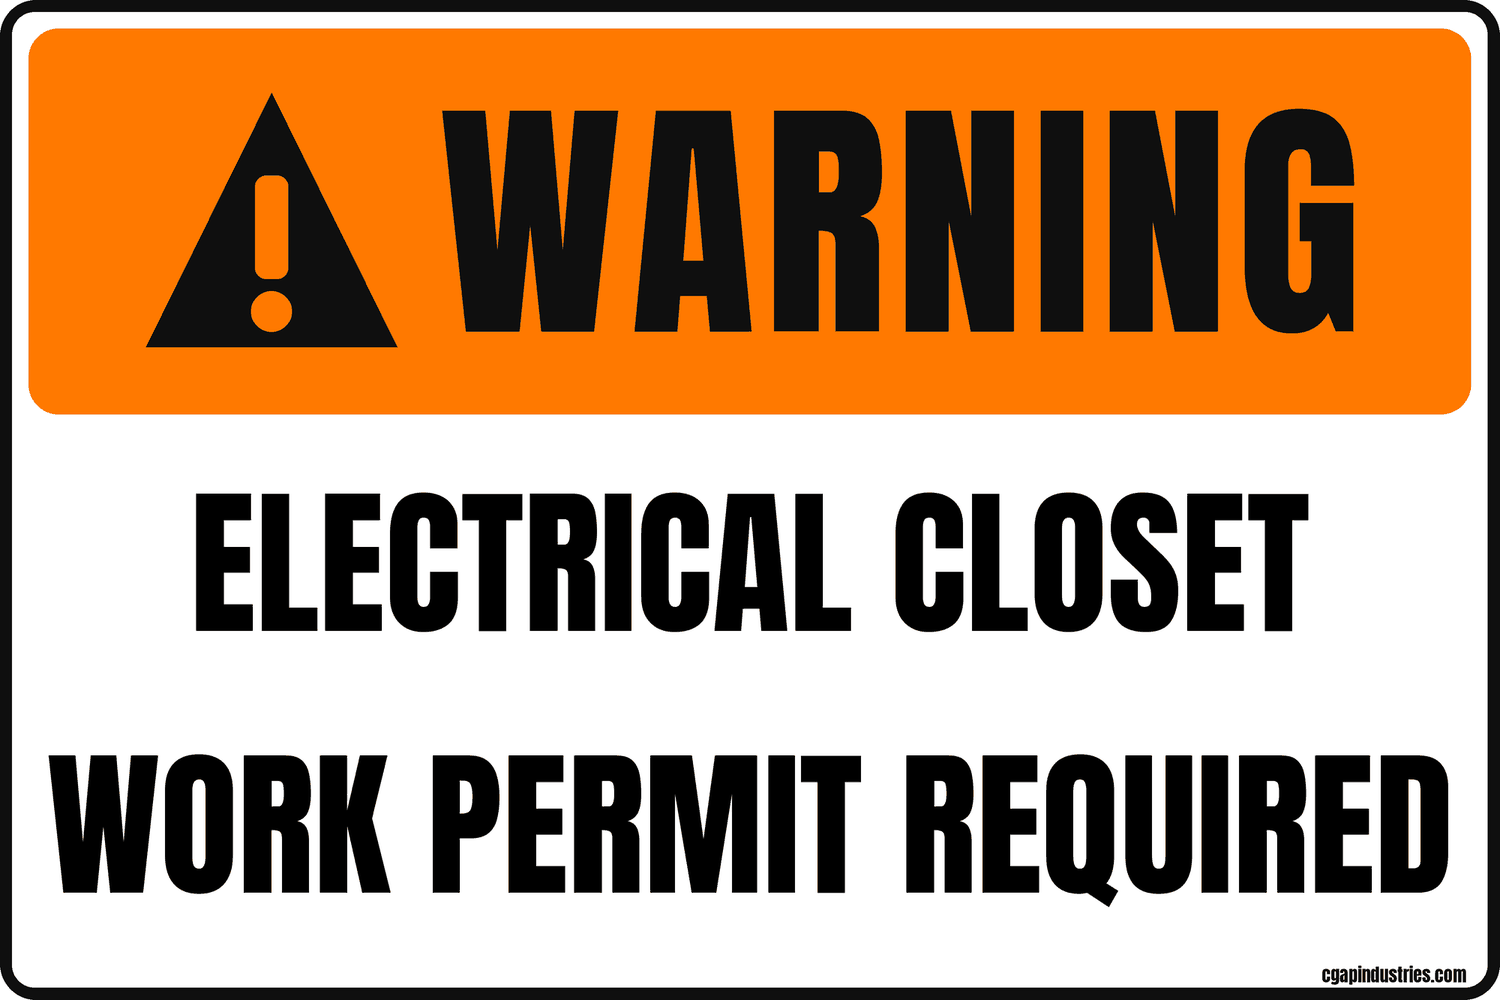 WARNING
ELECTRICAL CLOSET
WORK PERMIT REQUIRED
cgapindustries.com